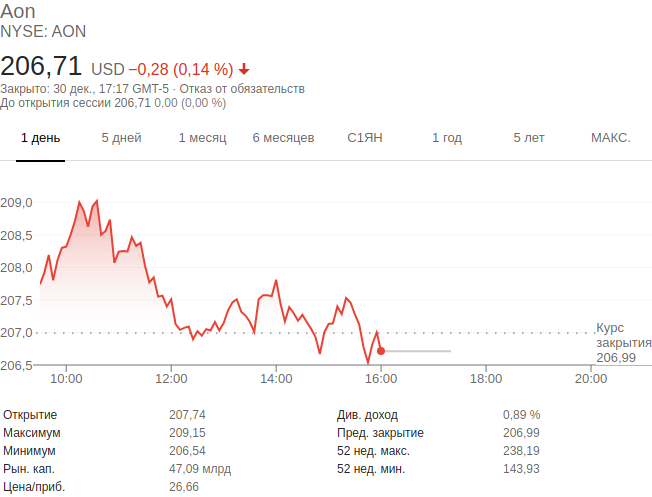 Aon
NYSE: AON
206,71 USD −0,28 (0,14 %)
Закрыто: 30 дек., 17:17 GMT-5 · Отказ от обязательств
До открытия сессии 206,71 0,00 (0,00 %)
1 день 5 дней 1 месяц 6 месяцев С1ЯН 1 год 5 лет МАКС.
209,0
208,5
208,0
207,5
207,0
206,5
Курс
закрытия
206,99
10:00 12:00 14:00 16:00 18:00 20:00
Открытие 207,74 Див. доход 0,89 %
Максимум 209,15 Пред. закрытие 206,99
Минимум 206,54 52 нед. макс. 238,19
Рын. кап. 47,09 млрд 52 нед. мин. 143,93
Цена/приб. 26,66